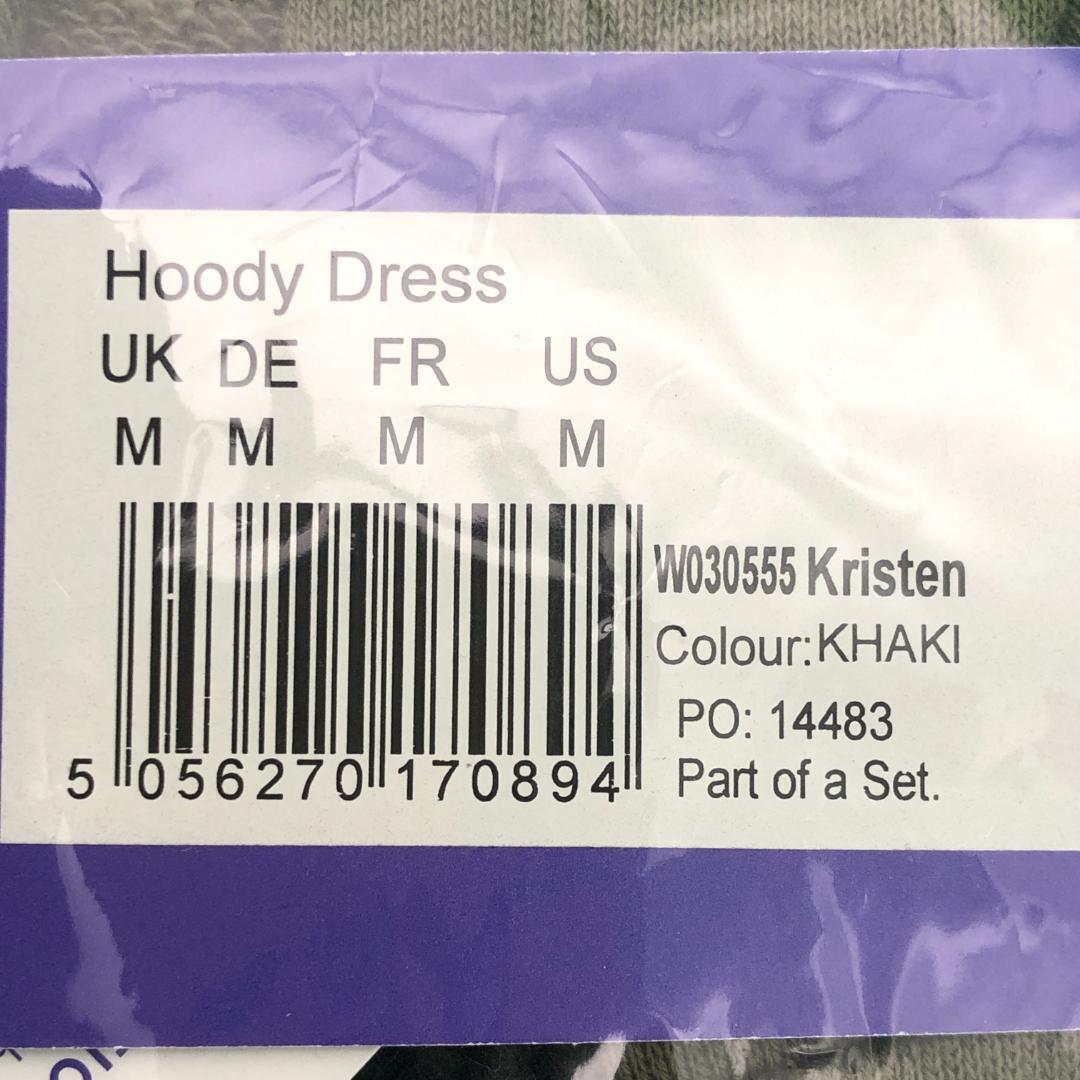 Hoody Dress
UK DE FR US
M M M M
W030555 Kristen
Colour:KHAKI
PO: 14483
Part of a Set.
5 056270 170894